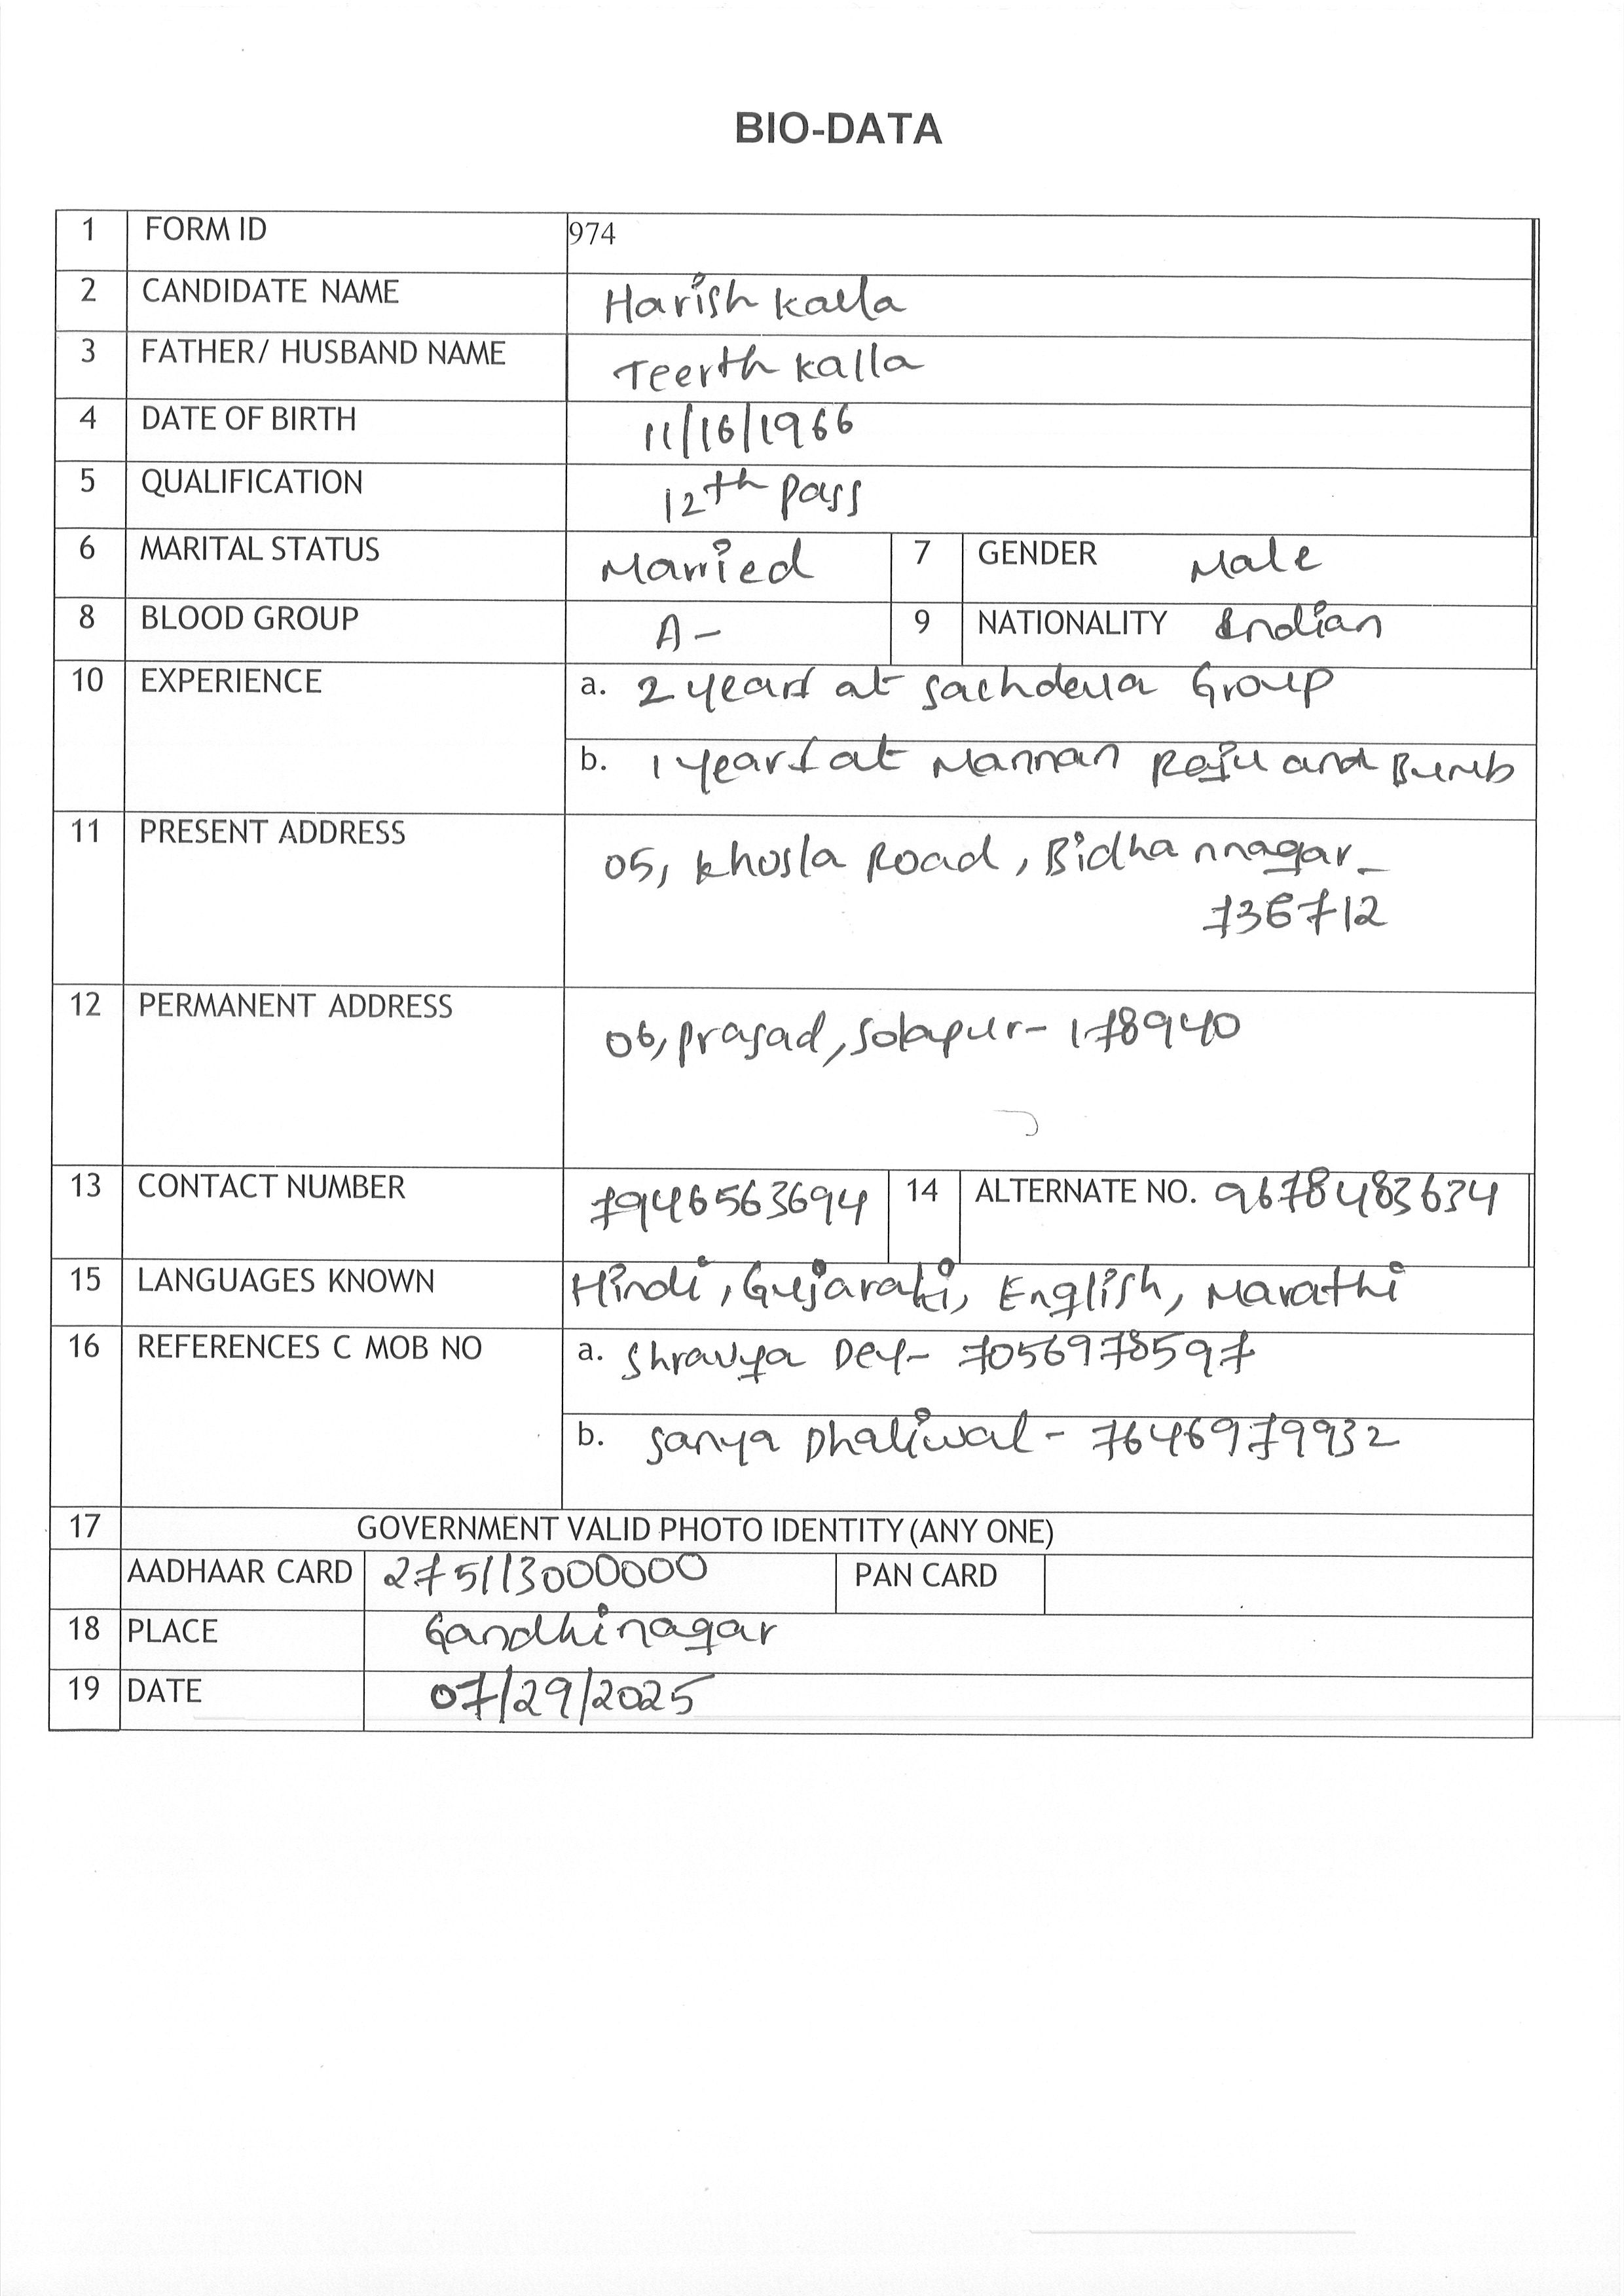 BIO-DATA
1 FORM ID 974
2 CANDIDATE NAME Harish Kalla
3 FATHER/ HUSBAND NAME Teerth Kalla
4 DATE OF BIRTH 11/16/1966
5 QUALIFICATION 12th pass
6 MARITAL STATUS Married 7 GENDER Male
8 BLOOD GROUP A- 9 NATIONALITY Indian
10 EXPERIENCE a. 2 years at Sachdeva Group
b. 1 years at Mannan Raju and Bumb
11 PRESENT ADDRESS 05, Khosla Road, Bidhannagar-
736712
12 PERMANENT ADDRESS 06, Prasad, Solapur- 178940
13 CONTACT NUMBER 7946563694 14 ALTERNATE NO. 9678483634
15 LANGUAGES KNOWN Hindi, Gujarati, English, Marathi
16 REFERENCES C MOB NO a. Shravya Dey- 7056978597
b. Sanya Dhaliwal- 7646979932
17 GOVERNMENT VALID PHOTO IDENTITY (ANY ONE)
AADHAAR CARD 275113000000 PAN CARD
18 PLACE Gandhinagar
19 DATE 07/29/2025